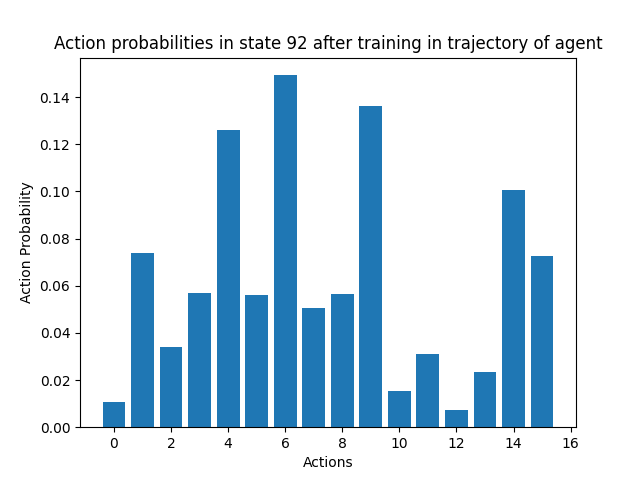 Action probabilities in state 92 after training in trajectory of agent
0.14
0.12
0.10
0.08
0.06
0.04
0.02
0.00
Action Probability
0 2 4 6 8 10 12 14 16
Actions